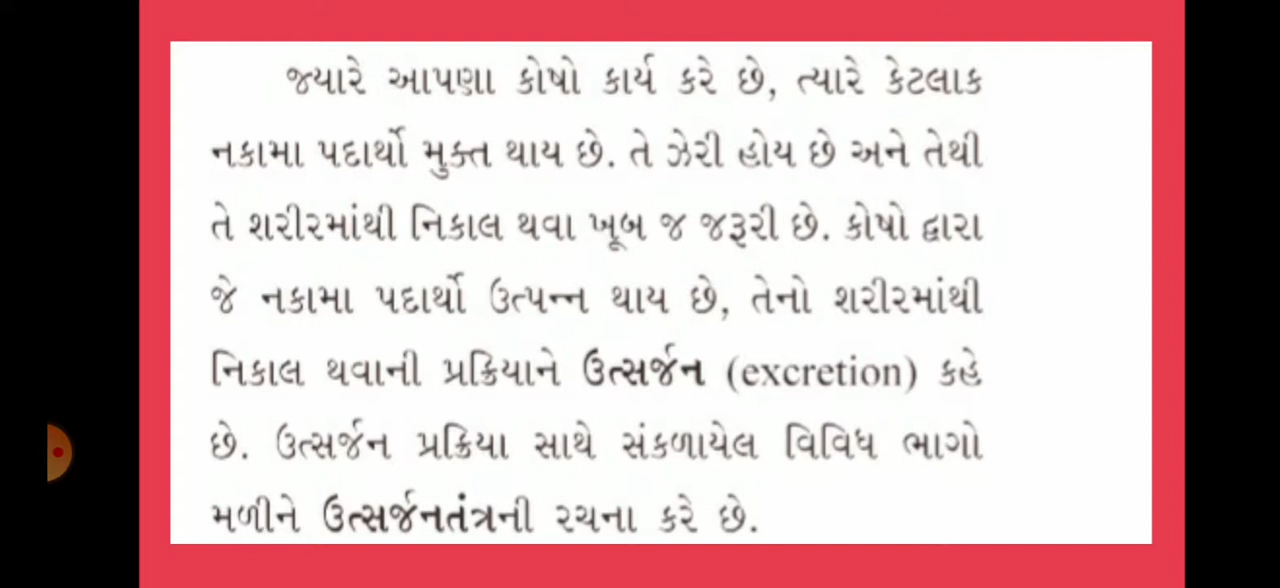 જ્યારે આપણા કોષો કાર્ય કરે છે, ત્યારે કેટલાક
નકામા પદાર્થો મુક્ત થાય છે. તે ઝેરી હોય છે અને તેથી
તે શરીરમાંથી નિકાલ થવા ખૂબ જ જરૂરી છે. કોષો દ્વારા
જે નકામા પદાર્થો ઉત્પન્ન થાય છે, તેનો શરીરમાંથી
નિકાલ થવાની પ્રક્રિયાને ઉત્સર્જન (excretion) કહે
છે. ઉત્સર્જન પ્રક્રિયા સાથે સંકળાયેલ વિવિધ ભાગો
મળીને ઉત્સર્જનતંત્રની રચના કરે છે.